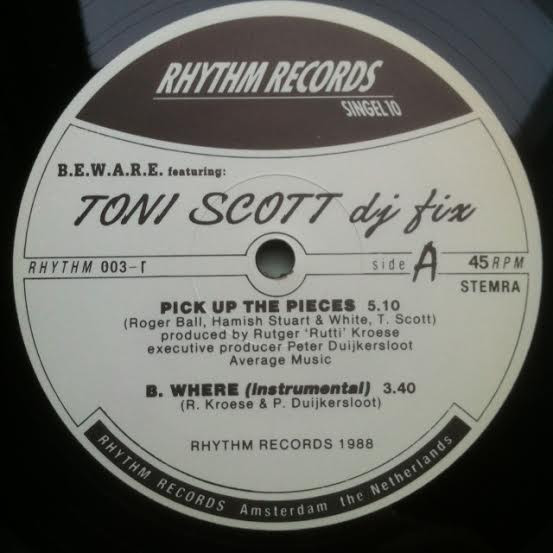 RHYTHM RECORDS
SINGEL 10
B.E.W.A.R.E. featuring:
TONI SCOTT dj fix
RHYTHM 003-1
side A
45 RPM
STEMRA
PICK UP THE PIECES 5.10
(Roger Ball, Hamish Stuart & White, T. Scott)
produced by Rutger 'Rutti' Kroese
executive producer Peter Duijkersloot
Average Music
B. WHERE (Instrumental) 3.40
(R. Kroese & P. Duijkersloot)
RHYTHM RECORDS 1988
RHYTHM RECORDS Amsterdam the Netherlands